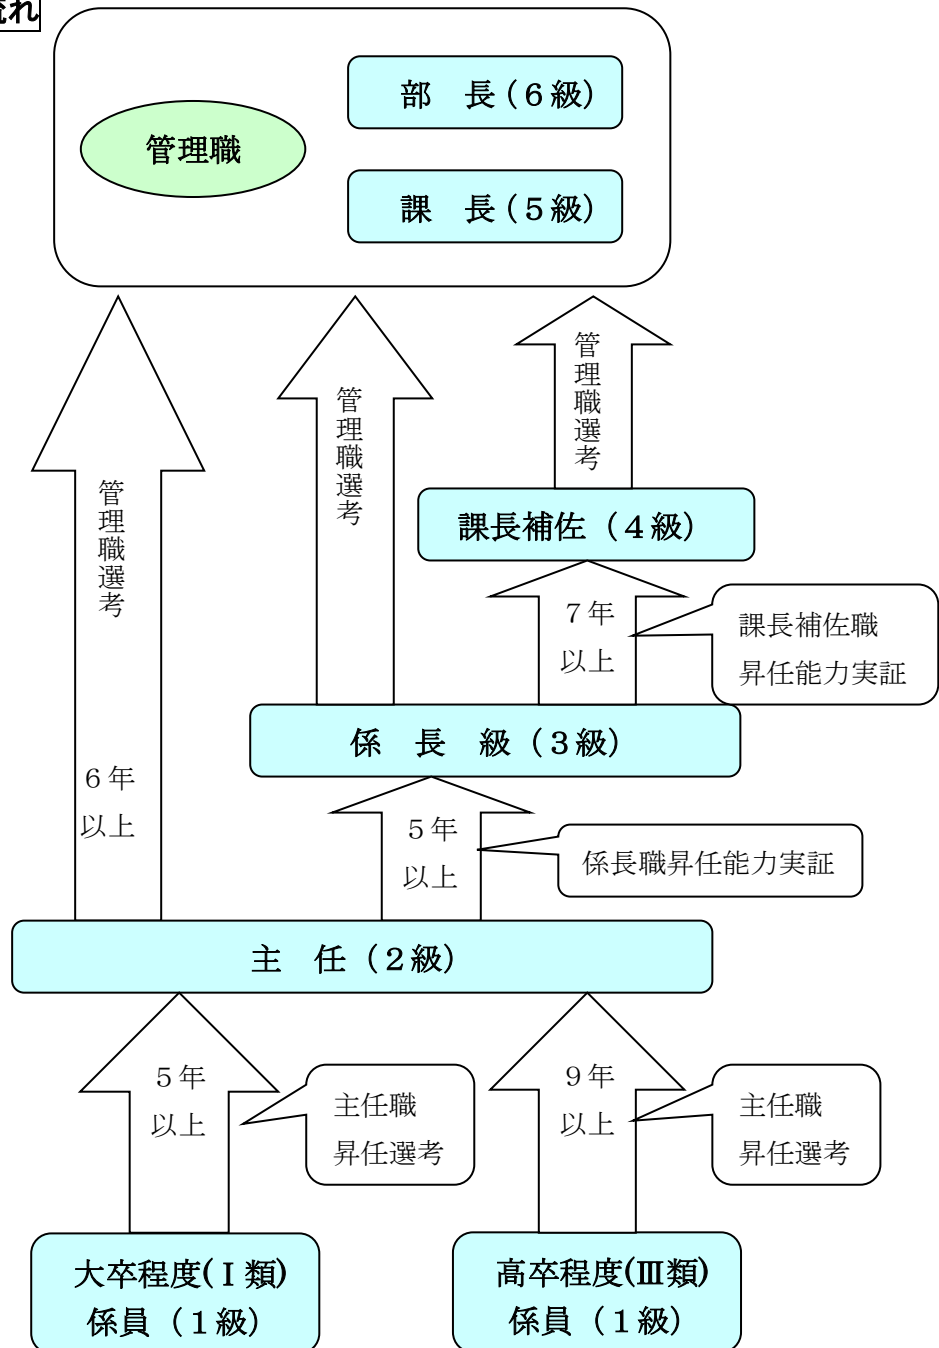 流れ
部　長（６級）
管理職
課　長（５級）
管理職選考
管理職選考
管理職選考
課長補佐（４級）
７年
以上
課長補佐職
昇任能力実証
係　長　級（３級）
６年
以上
５年
以上
係長職昇任能力実証
主　任（２級）
５年
以上
主任職
昇任選考
９年
以上
主任職
昇任選考
大卒程度(Ⅰ類)
係員（１級）
高卒程度(Ⅲ類)
係員（１級）